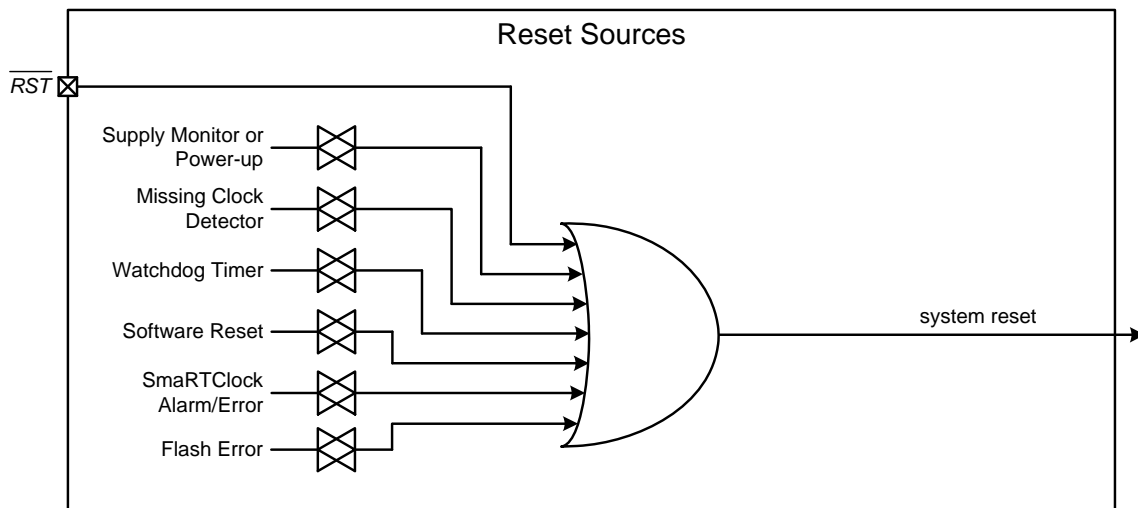 Reset Sources
RST
Supply Monitor or
Power-up
Missing Clock
Detector
Watchdog Timer
Software Reset
SmaRTClock
Alarm/Error
Flash Error
system reset